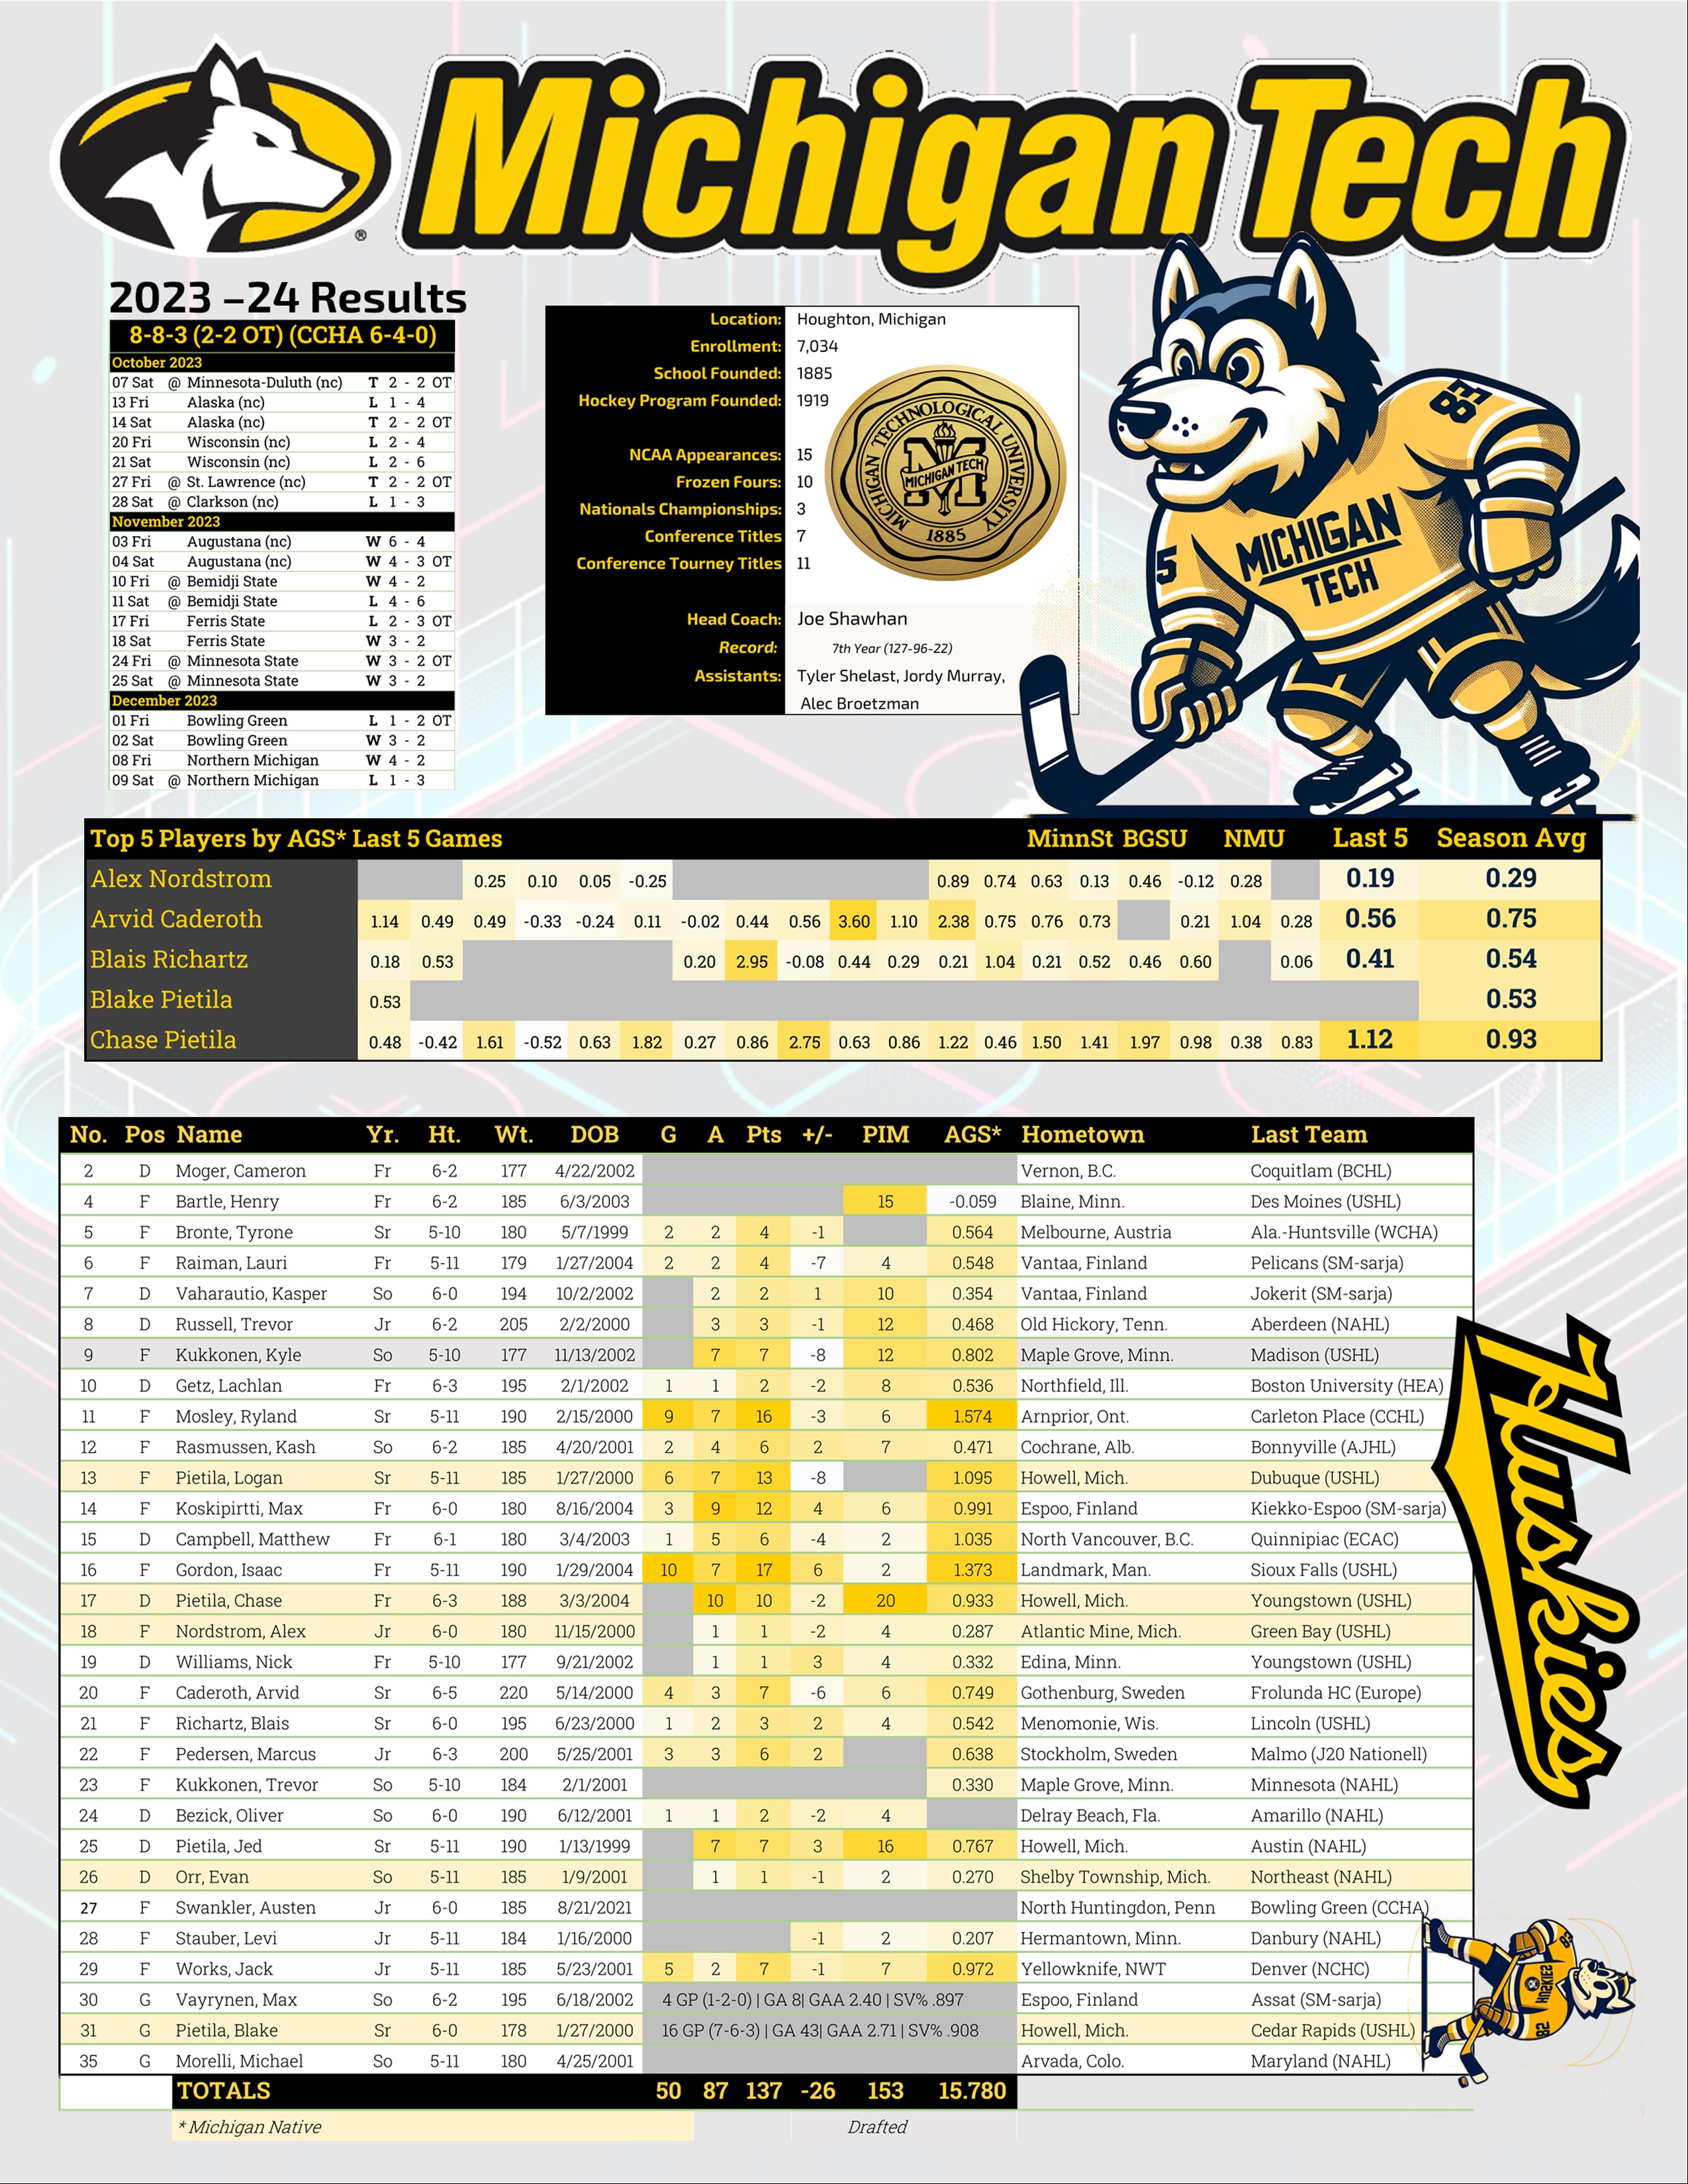 Michigan Tech
®
2023 –24 Results
8-8-3 (2-2 OT) (CCHA 6-4-0)
October 2023
07 Sat @ Minnesota-Duluth (nc) T 2 - 2 OT
13 Fri Alaska (nc) L 1 - 4
14 Sat Alaska (nc) T 2 - 2 OT
20 Fri Wisconsin (nc) L 2 - 4
21 Sat Wisconsin (nc) L 2 - 6
27 Fri @ St. Lawrence (nc) T 2 - 2 OT
28 Sat @ Clarkson (nc) L 1 - 3
November 2023
03 Fri Augustana (nc) W 6 - 4
04 Sat Augustana (nc) W 4 - 3 OT
10 Fri @ Bemidji State W 4 - 2
11 Sat @ Bemidji State L 4 - 6
17 Fri Ferris State L 2 - 3 OT
18 Sat Ferris State W 3 - 2
24 Fri @ Minnesota State W 3 - 2 OT
25 Sat @ Minnesota State W 3 - 2
December 2023
01 Fri Bowling Green L 1 - 2 OT
02 Sat Bowling Green W 3 - 2
08 Fri Northern Michigan W 4 - 2
09 Sat @ Northern Michigan L 1 - 3
Location: Houghton, Michigan
Enrollment: 7,034
School Founded: 1885
Hockey Program Founded: 1919
NCAA Appearances: 15
Frozen Fours: 10
Nationals Championships: 3
Conference Titles 7
Conference Tourney Titles 11
Head Coach: Joe Shawhan
Record: 7th Year (127-96-22)
Assistants: Tyler Shelast, Jordy Murray,
Alec Broetzman
MICHIGAN TECHNOLOGICAL UNIVERSITY
MICHIGAN TECH
1885
5
MICHIGAN
TECH
Top 5 Players by AGS* Last 5 Games MinnSt BGSU NMU Last 5 Season Avg
Alex Nordstrom 0.25 0.10 0.05 -0.25 0.89 0.74 0.63 0.13 0.46 -0.12 0.28 0.19 0.29
Arvid Caderoth 1.14 0.49 0.49 -0.33 -0.24 0.11 -0.02 0.44 0.56 3.60 1.10 2.38 0.75 0.76 0.73 0.21 1.04 0.28 0.56 0.75
Blais Richartz 0.18 0.53 0.20 2.95 -0.08 0.44 0.29 0.21 1.04 0.21 0.52 0.46 0.60 0.06 0.41 0.54
Blake Pietila 0.53 0.53
Chase Pietila 0.48 -0.42 1.61 -0.52 0.63 1.82 0.27 0.86 2.75 0.63 0.86 1.22 0.46 1.50 1.41 1.97 0.98 0.38 0.83 1.12 0.93
No. Pos Name Yr. Ht. Wt. DOB G A Pts +/- PIM AGS* Hometown Last Team
2 D Moger, Cameron Fr 6-2 177 4/22/2002 Vernon, B.C. Coquitlam (BCHL)
4 F Bartle, Henry Fr 6-2 185 6/3/2003 15 -0.059 Blaine, Minn. Des Moines (USHL)
5 F Bronte, Tyrone Sr 5-10 180 5/7/1999 2 2 4 -1 0.564 Melbourne, Austria Ala.-Huntsville (WCHA)
6 F Raiman, Lauri Fr 5-11 179 1/27/2004 2 2 4 -7 4 0.548 Vantaa, Finland Pelicans (SM-sarja)
7 D Vaharautio, Kasper So 6-0 194 10/2/2002 2 2 1 10 0.354 Vantaa, Finland Jokerit (SM-sarja)
8 D Russell, Trevor Jr 6-2 205 2/2/2000 3 3 -1 12 0.468 Old Hickory, Tenn. Aberdeen (NAHL)
9 F Kukkonen, Kyle So 5-10 177 11/13/2002 7 7 -8 12 0.802 Maple Grove, Minn. Madison (USHL)
10 D Getz, Lachlan Fr 6-3 195 2/1/2002 1 1 2 -2 8 0.536 Northfield, Ill. Boston University (HEA)
11 F Mosley, Ryland Sr 5-11 190 2/15/2000 9 7 16 -3 6 1.574 Arnprior, Ont. Carleton Place (CCHL)
12 F Rasmussen, Kash So 6-2 185 4/20/2001 2 4 6 2 7 0.471 Cochrane, Alb. Bonnyville (AJHL)
13 F Pietila, Logan Sr 5-11 185 1/27/2000 6 7 13 -8 1.095 Howell, Mich. Dubuque (USHL)
14 F Koskipirtti, Max Fr 6-0 180 8/16/2004 3 9 12 4 6 0.991 Espoo, Finland Kiekko-Espoo (SM-sarja)
15 D Campbell, Matthew Fr 6-1 180 3/4/2003 1 5 6 -4 2 1.035 North Vancouver, B.C. Quinnipiac (ECAC)
16 F Gordon, Isaac Fr 5-11 190 1/29/2004 10 7 17 6 2 1.373 Landmark, Man. Sioux Falls (USHL)
17 D Pietila, Chase Fr 6-3 188 3/3/2004 10 10 -2 20 0.933 Howell, Mich. Youngstown (USHL)
18 F Nordstrom, Alex Jr 6-0 180 11/15/2000 1 1 -2 4 0.287 Atlantic Mine, Mich. Green Bay (USHL)
19 D Williams, Nick Fr 5-10 177 9/21/2002 1 1 3 4 0.332 Edina, Minn. Youngstown (USHL)
20 F Caderoth, Arvid Sr 6-5 220 5/14/2000 4 3 7 -6 6 0.749 Gothenburg, Sweden Frolunda HC (Europe)
21 F Richartz, Blais Sr 6-0 195 6/23/2000 1 2 3 2 4 0.542 Menomonie, Wis. Lincoln (USHL)
22 F Pedersen, Marcus Jr 6-3 200 5/25/2001 3 3 6 2 0.638 Stockholm, Sweden Malmo (J20 Nationell)
23 F Kukkonen, Trevor So 5-10 184 2/1/2001 0.330 Maple Grove, Minn. Minnesota (NAHL)
24 D Bezick, Oliver So 6-0 190 6/12/2001 1 1 2 -2 4 Delray Beach, Fla. Amarillo (NAHL)
25 D Pietila, Jed Sr 5-11 190 1/13/1999 7 7 3 16 0.767 Howell, Mich. Austin (NAHL)
26 D Orr, Evan So 5-11 185 1/9/2001 1 1 -1 2 0.270 Shelby Township, Mich. Northeast (NAHL)
27 F Swankler, Austen Jr 6-0 185 8/21/2021 North Huntingdon, Penn Bowling Green (CCHA)
28 F Stauber, Levi Jr 5-11 184 1/16/2000 -1 2 0.207 Hermantown, Minn. Danbury (NAHL)
29 F Works, Jack Jr 5-11 185 5/23/2001 5 2 7 -1 7 0.972 Yellowknife, NWT Denver (NCHC)
30 G Vayrynen, Max So 6-2 195 6/18/2002 4 GP (1-2-0) | GA 8| GAA 2.40 | SV% .897 Espoo, Finland Assat (SM-sarja)
31 G Pietila, Blake Sr 6-0 178 1/27/2000 16 GP (7-6-3) | GA 43| GAA 2.71 | SV% .908 Howell, Mich. Cedar Rapids (USHL)
35 G Morelli, Michael So 5-11 180 4/25/2001 Arvada, Colo. Maryland (NAHL)
TOTALS 50 87 137 -26 153 15.780
* Michigan Native Drafted
Huskies
HUSKIES
82